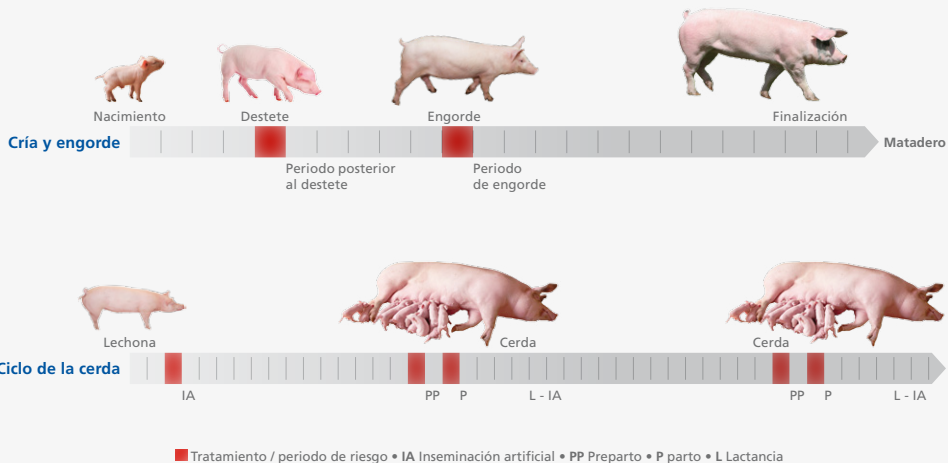 Nacimiento
Destete
Engorde
Finalización
Cría y engorde
Matadero
Periodo posterior
al destete
Periodo
de engorde
Lechona
Cerda
Cerda
Ciclo de la cerda
IA
PP
P
L - IA
PP
P
L - IA
Tratamiento / periodo de riesgo • IA Inseminación artificial • PP Preparto • P parto • L Lactancia